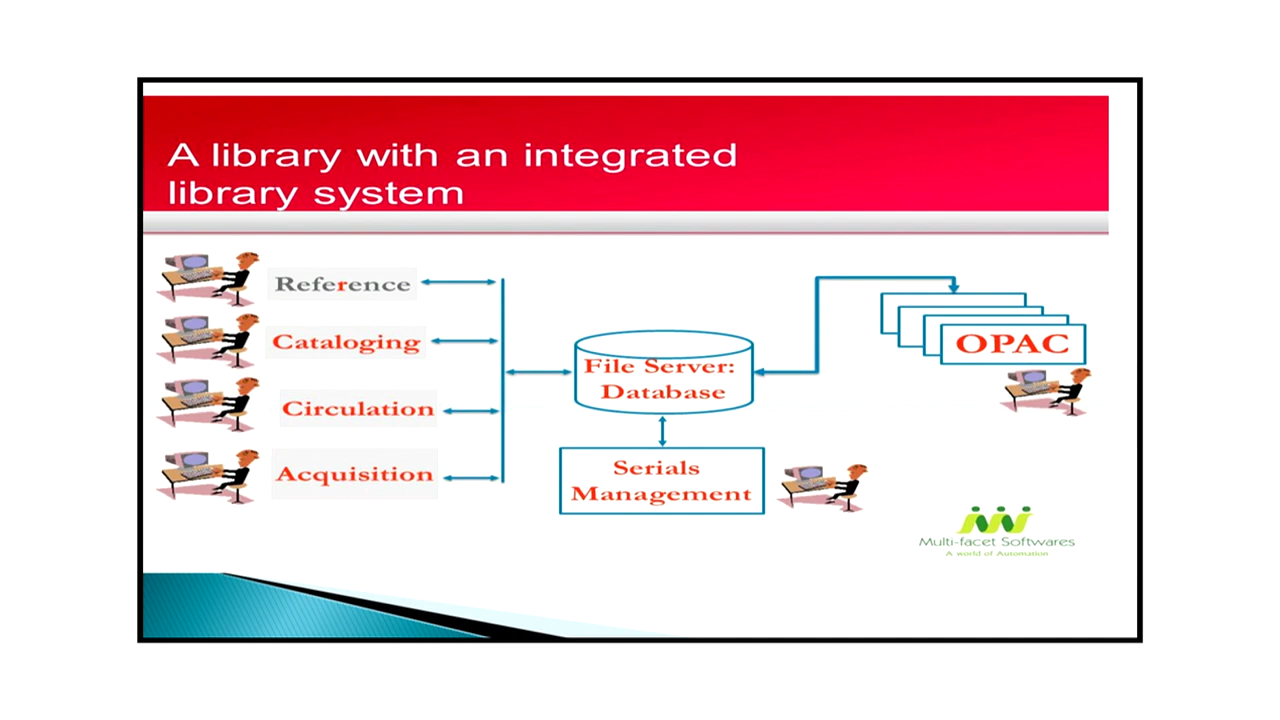 A library with an integrated
library system
Reference
Cataloging
Circulation
Acquisition
File Server:
Database
Serials
Management
OPAC
Multi-facet Softwares
A world of Automation